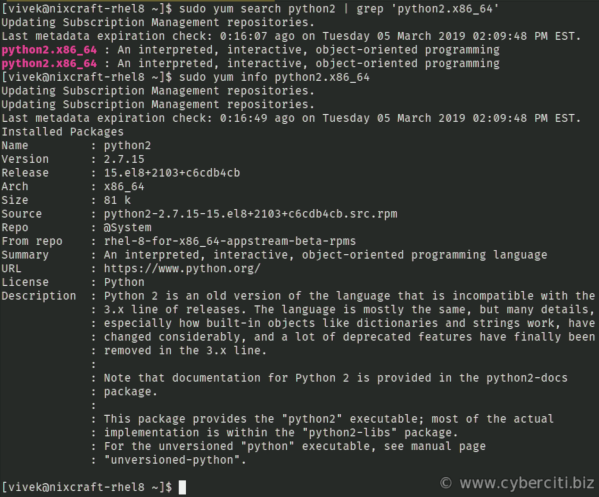 [vivek@nixcraft-rhel8 ~]$ sudo yum search python2 | grep 'python2.x86_64'
Updating Subscription Management repositories.
Last metadata expiration check: 0:16:07 ago on Tuesday 05 March 2019 02:09:48 PM EST.
python2.x86_64 : An interpreted, interactive, object-oriented programming
python2.x86_64 : An interpreted, interactive, object-oriented programming
[vivek@nixcraft-rhel8 ~]$ sudo yum info python2.x86_64
Updating Subscription Management repositories.
Updating Subscription Management repositories.
Last metadata expiration check: 0:16:49 ago on Tuesday 05 March 2019 02:09:48 PM EST.
Installed Packages
Name         : python2
Version      : 2.7.15
Release      : 15.el8+2103+c6cdb4cb
Arch         : x86_64
Size         : 81 k
Source       : python2-2.7.15-15.el8+2103+c6cdb4cb.src.rpm
Repo         : @System
From repo    : rhel-8-for-x86_64-appstream-beta-rpms
Summary      : An interpreted, interactive, object-oriented programming language
URL          : https://www.python.org/
License      : Python
Description  : Python 2 is an old version of the language that is incompatible with the
             : 3.x line of releases. The language is mostly the same, but many details,
             : especially how built-in objects like dictionaries and strings work, have
             : changed considerably, and a lot of deprecated features have finally been
             : removed in the 3.x line.
             :
             : Note that documentation for Python 2 is provided in the python2-docs
             : package.
             :
             : This package provides the "python2" executable; most of the actual
             : implementation is within the "python2-libs" package.
             : For the unversioned "python" executable, see manual page
             : "unversioned-python".
[vivek@nixcraft-rhel8 ~]$
© www.cyberciti.biz